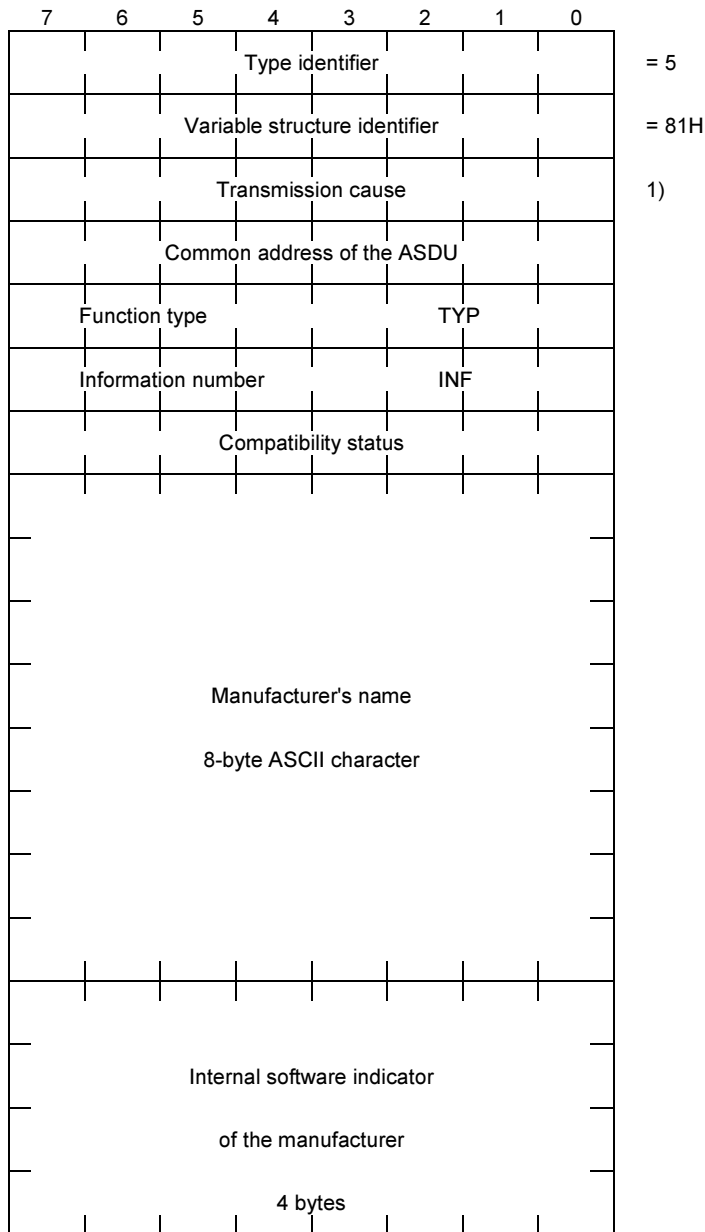 7 6 5 4 3 2 1 0
Type identifier = 5
Variable structure identifier = 81H
Transmission cause 1)
Common address of the ASDU
Function type TYP
Information number INF
Compatibility status
Manufacturer's name
8-byte ASCII character
Internal software indicator
of the manufacturer
4 bytes